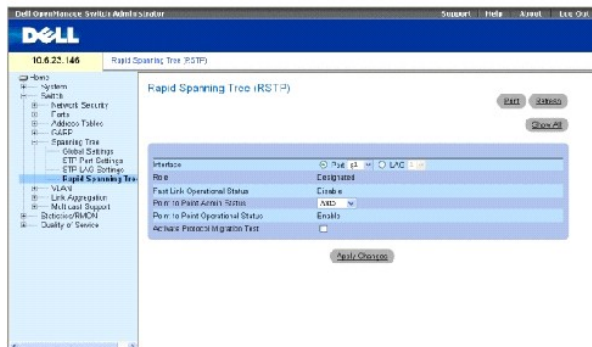 Dell OpenManage Switch Administrator
Support Help About Log Out
DELL
10.6.23.146 Rapid Spanning Tree (RSTP)
Home
System
Switch
Network Security
Ports
Address Tables
GARP
Spanning Tree
Global Settings
STP Port Settings
STP LAG Settings
Rapid Spanning Tre
VLAN
Link Aggregation
Multicast Support
Statistics/RMON
Quality of Service
Rapid Spanning Tree (RSTP)
Print Refresh
Show All
Interface Port g1 LAG
Role Designated
Fast Link Operational Status Disable
Point to Point Admin Status Auto
Point to Point Operational Status Enable
Activate Protocol Migration Test
Apply Changes